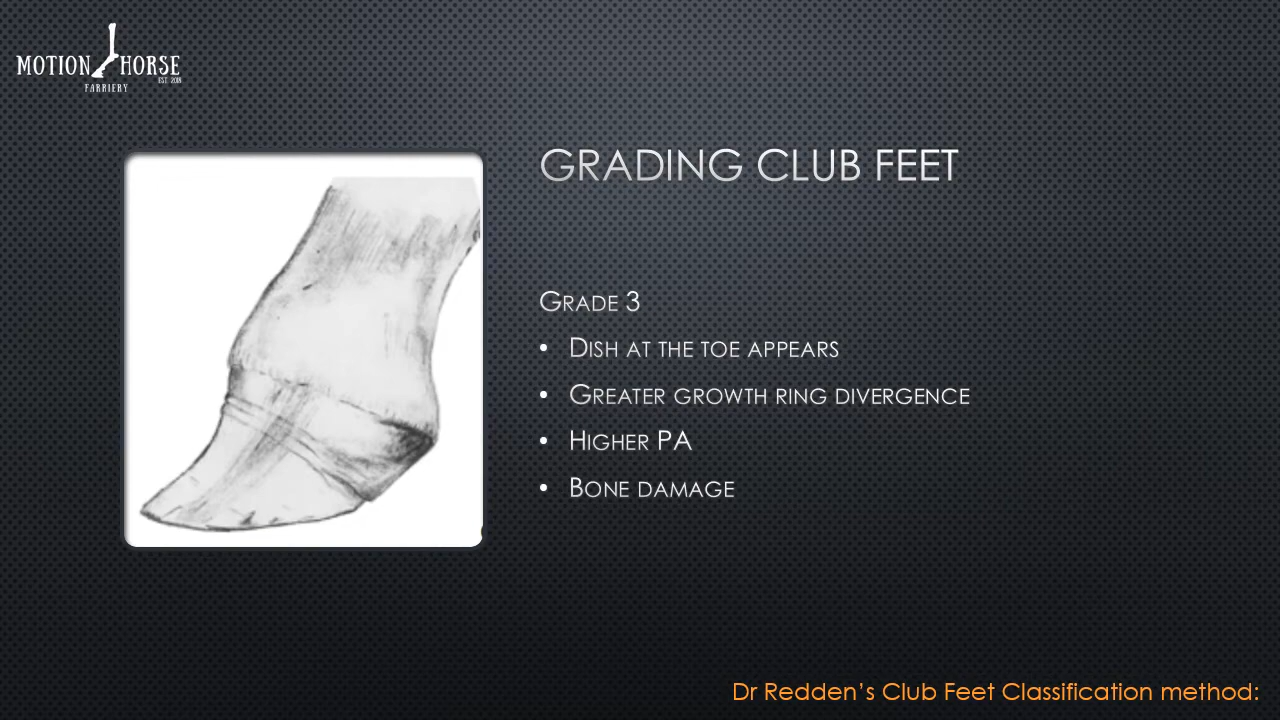 MOTION HORSE
EST. 2018
FARRIERY
GRADING CLUB FEET
GRADE 3
• DISH AT THE TOE APPEARS
• GREATER GROWTH RING DIVERGENCE
• HIGHER PA
• BONE DAMAGE
Dr Redden's Club Feet Classification method: